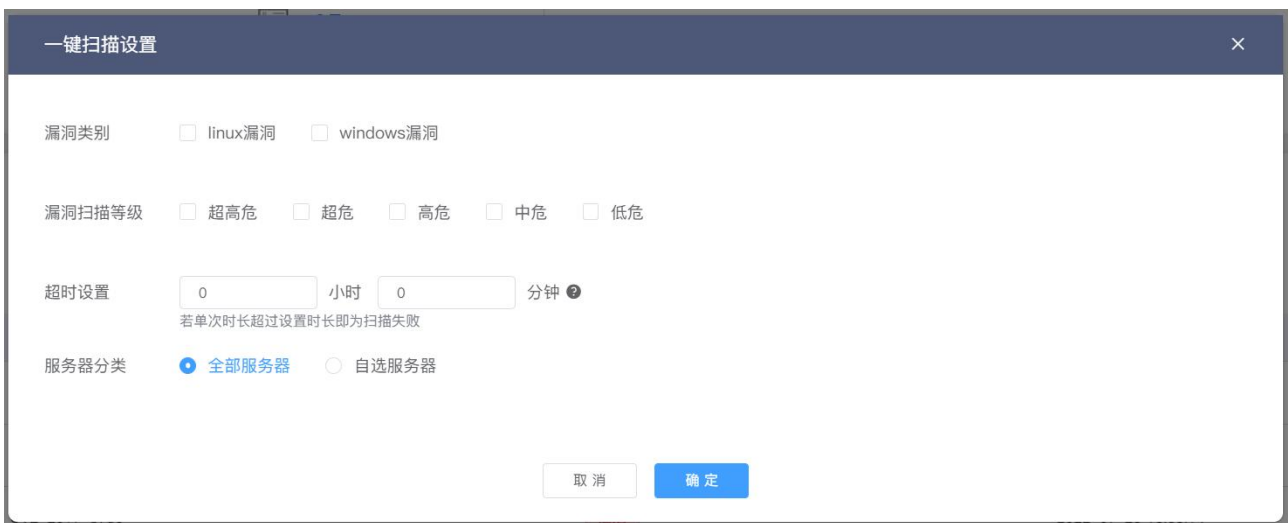 一键扫描设置
漏洞类别 linux漏洞 windows漏洞
漏洞扫描等级 超高危 超危 高危 中危 低危
超时设置 0 小时 0 分钟 ?
若单次时长超过设置时长即为扫描失败
服务器分类 全部服务器 自选服务器
取消 确定